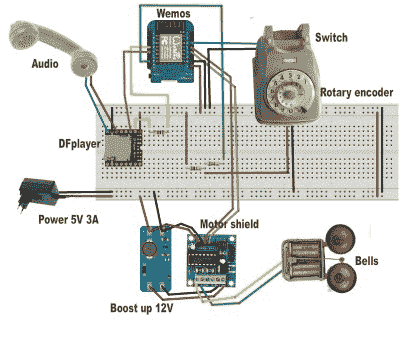 Wemos
Switch
Audio
Rotary encoder
DFplayer
Power 5V 3A
Motor shield
Bells
Boost up 12V